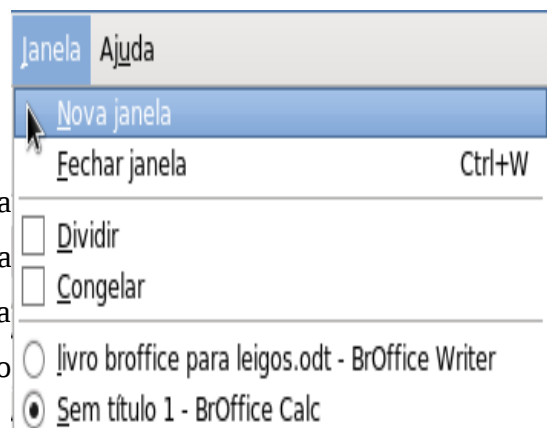 Janela Ajuda
Nova janela
Fechar janela Ctrl+W
a
Dividir
a
Congelar
a
livro broffice para leigos.odt - BrOffice Writer
o
Sem título 1 - BrOffice Calc